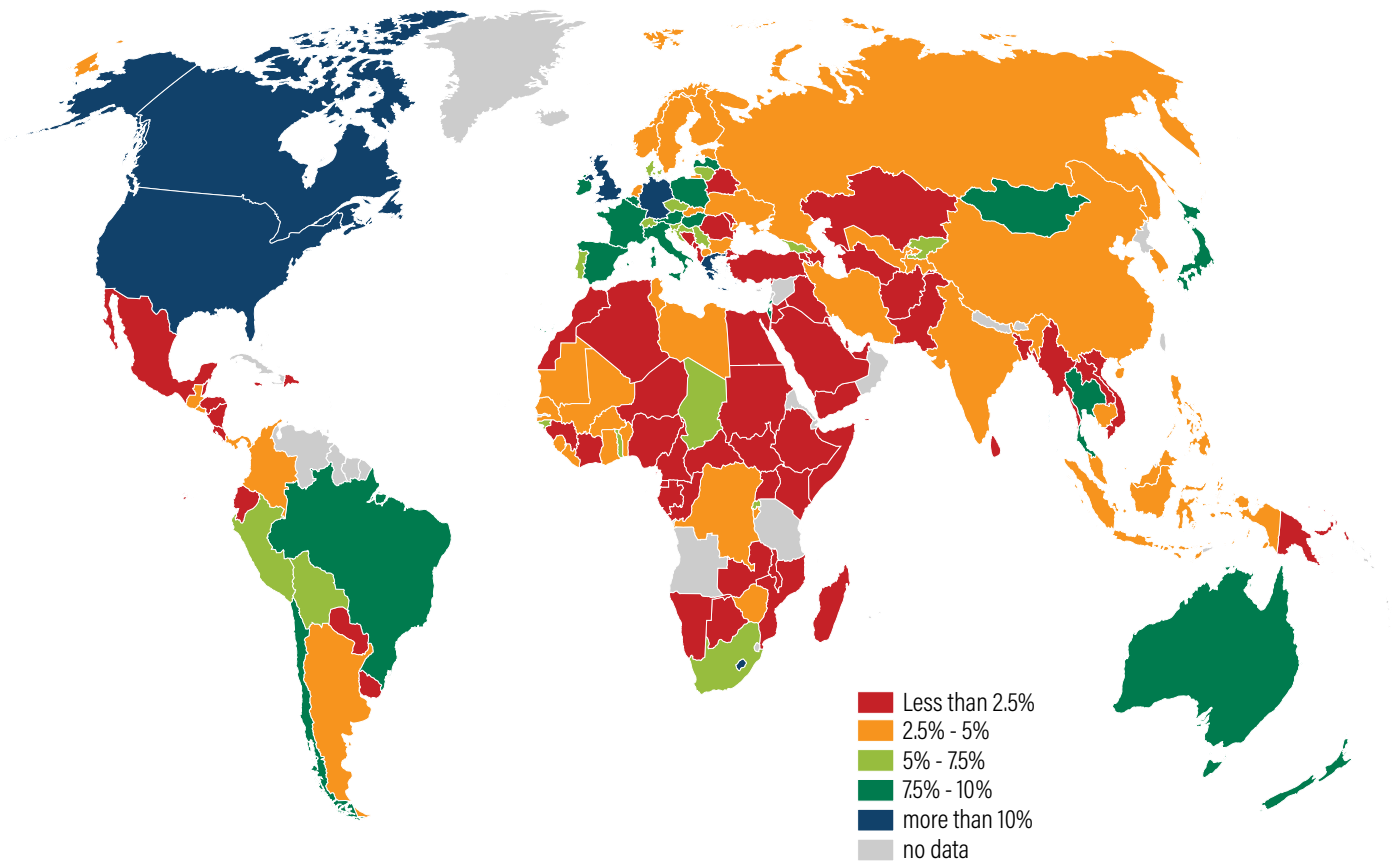 Less than 2.5%
2.5% - 5%
5% - 7.5%
7.5% - 10%
more than 10%
no data